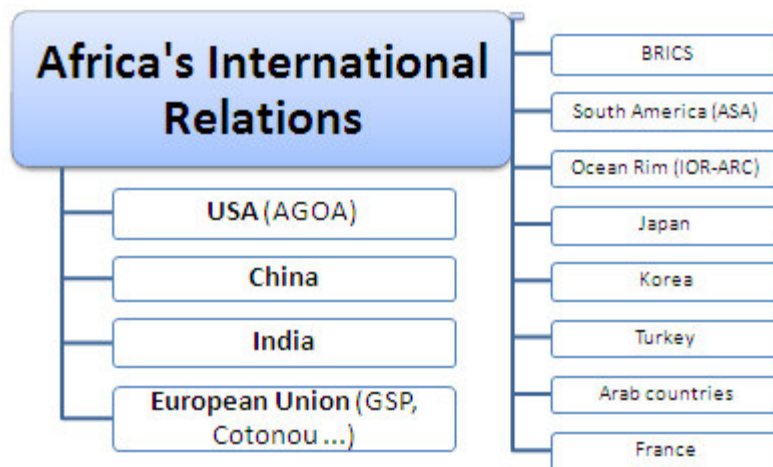 Africa's International
Relations
USA (AGOA)
China
India
European Union (GSP,
Cotonou ...)
BRICS
South America (ASA)
Ocean Rim (IOR-ARC)
Japan
Korea
Turkey
Arab countries
France